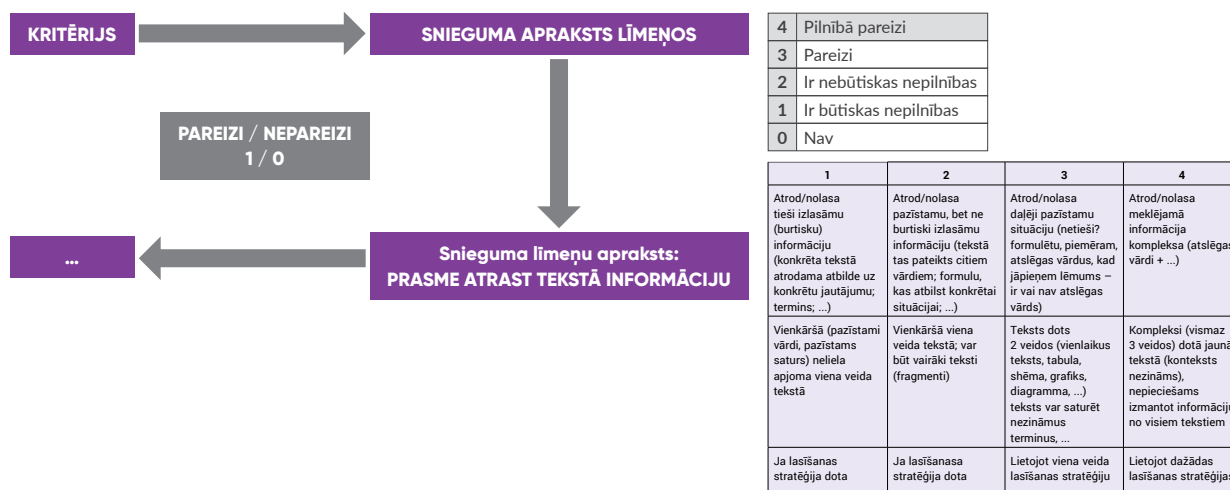 KRITĒRIJS
SNIEGUMA APRAKSTS LĪMEŅOS
PAREIZI / NEPAREIZI
1 / 0
...
Snieguma līmeņu apraksts:
PRASME ATRAST TEKSTĀ INFORMĀCIJU
4 Pilnībā pareizi
3 Pareizi
2 Ir nebūtiskas nepilnības
1 Ir būtiskas nepilnības
0 Nav
1
2
3
4
Atrod/nolasa
tieši izlasāmu
(burtisku)
informāciju
(konkrēta tekstā
atrodama atbilde uz
konkrētu jautājumu;
termins; ...)
Atrod/nolasa
pazīstamu, bet ne
burtiski izlasāmu
informāciju (tekstā
tas pateikts citiem
vārdiem; formulu,
kas atbilst konkrētai
situācijai; ...)
Atrod/nolasa
daļēji pazīstamu
situāciju (netieši?
formulētu, piemēram,
atslēgas vārdus, kad
jāpieņem lēmums –
ir vai nav atslēgas
vārds)
Atrod/nolasa
meklējamā
informācija
kompleksa (atslēgas
vārdi + ...)
Vienkāršā (pazīstami
vārdi, pazīstams
saturs) neliela
apjoma viena veida
tekstā
Vienkāršā viena
veida tekstā; var
būt vairāki teksti
(fragmenti)
Teksts dots
2 veidos (vienlaikus
teksts, tabula,
shēma, grafiks,
diagramma, ...)
teksts var saturēt
nezināmus
terminus, ...
Kompleksi (vismaz
3 veidos) dotā jaunā
tekstā (konteksts
nezināms),
nepieciešams
izmantot informāciju
no visiem tekstiem
Ja lasīšanas
stratēģija dota
Ja lasīšanasa
stratēģija dota
Lietojot viena veida
lasīšanas stratēģiju
Lietojot dažādas
lasīšanas stratēģijas